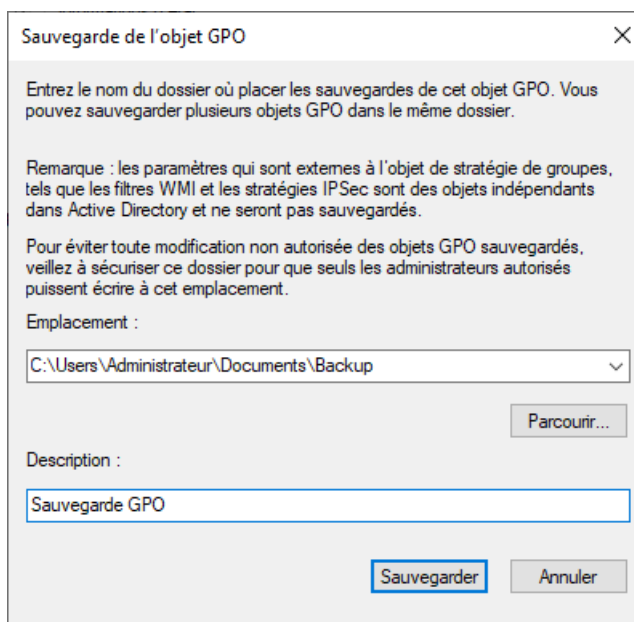 Sauvegarde de l'objet GPO
Entrez le nom du dossier où placer les sauvegardes de cet objet GPO. Vous
pouvez sauvegarder plusieurs objets GPO dans le même dossier.
Remarque : les paramètres qui sont externes à l'objet de stratégie de groupes,
tels que les filtres WMI et les stratégies IPSec sont des objets indépendants
dans Active Directory et ne seront pas sauvegardés.
Pour éviter toute modification non autorisée des objets GPO sauvegardés,
veillez à sécuriser ce dossier pour que seuls les administrateurs autorisés
puissent écrire à cet emplacement.
Emplacement :
C:\Users\Administrateur\Documents\Backup
Parcourir...
Description :
Sauvegarde GPO
Sauvegarder
Annuler